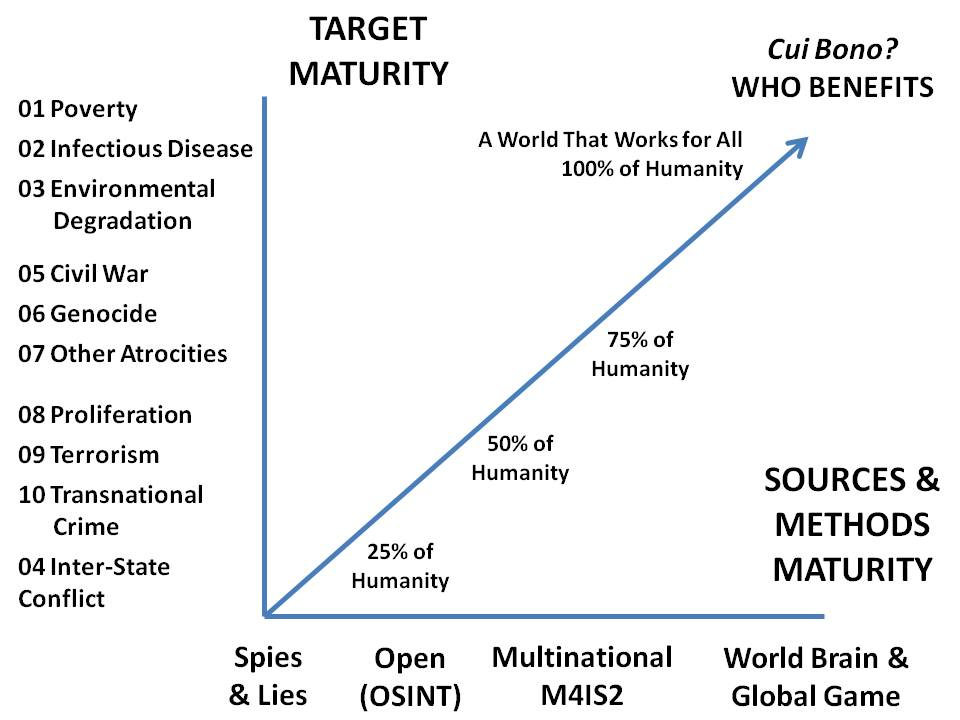 TARGET
MATURITY
Cui Bono?
WHO BENEFITS
01 Poverty
02 Infectious Disease
03 Environmental
Degradation
05 Civil War
06 Genocide
07 Other Atrocities
08 Proliferation
09 Terrorism
10 Transnational
Crime
04 Inter-State
Conflict
A World That Works for All
100% of Humanity
75% of
Humanity
50% of
Humanity
25% of
Humanity
SOURCES &
METHODS
MATURITY
Spies
& Lies
Open
(OSINT)
Multinational
M4IS2
World Brain &
Global Game